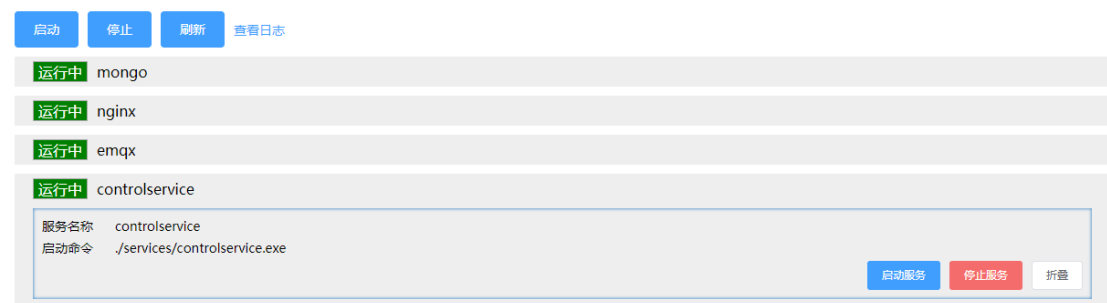 启动 停止 刷新 查看日志
运行中 mongo
运行中 nginx
运行中 emqx
运行中 controlservice
服务名称 controlservice
启动命令 ./services/controlservice.exe
启动服务 停止服务 折叠